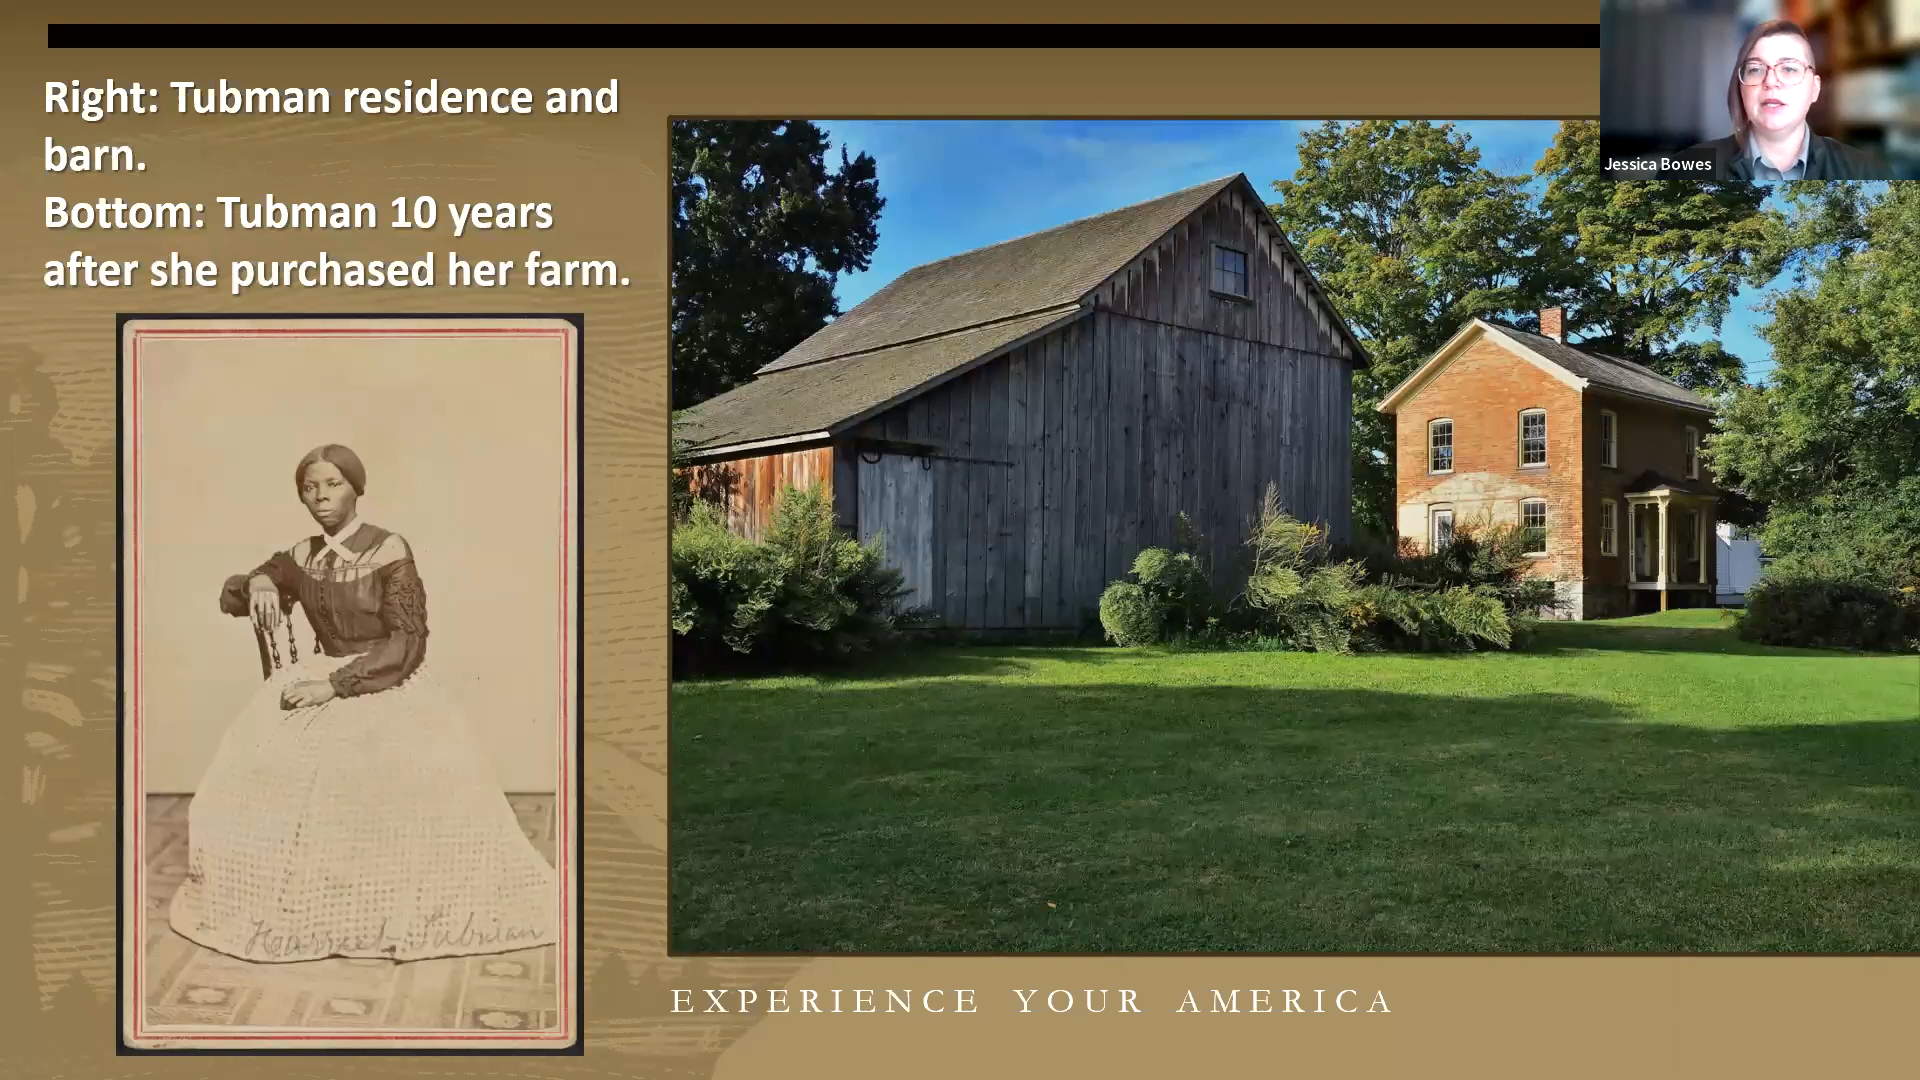 Right: Tubman residence and
barn.
Bottom: Tubman 10 years
after she purchased her farm.
Jessica Bowes
Harriet Tubman
EXPERIENCE YOUR AMERICA